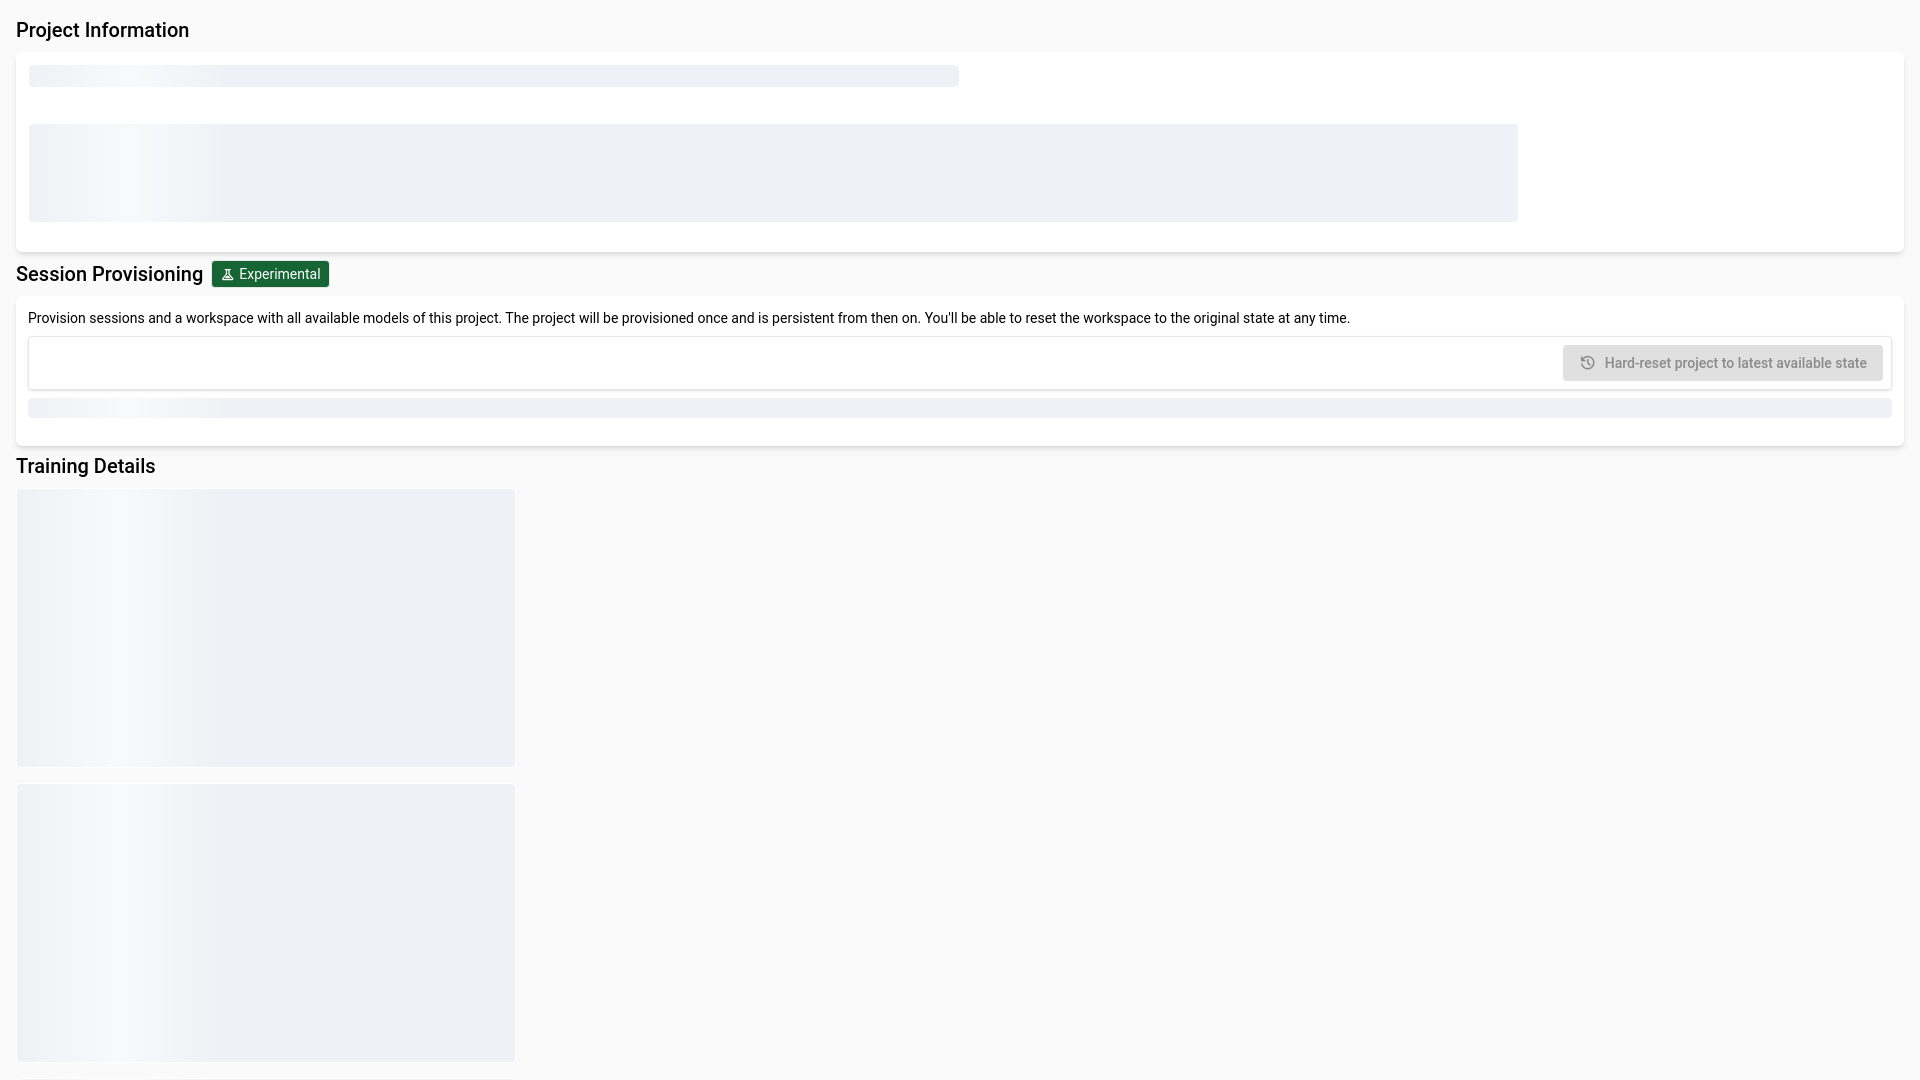 Project Information
Session Provisioning
Experimental
Provision sessions and a workspace with all available models of this project. The project will be provisioned once and is persistent from then on. You'll be able to reset the workspace to the original state at any time.
Hard-reset project to latest available state
Training Details